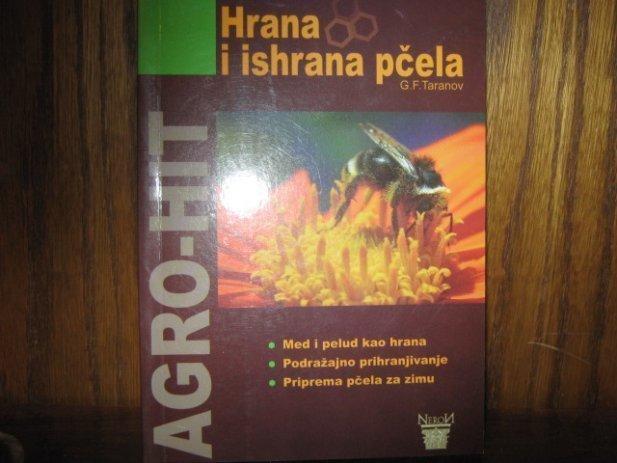 Hrana
i ishrana pčela
G.F.Taranov
AGRO-HIT
Med i pelud kao hrana
Podražajno prihranjivanje
Priprema pčela za zimu
NERON